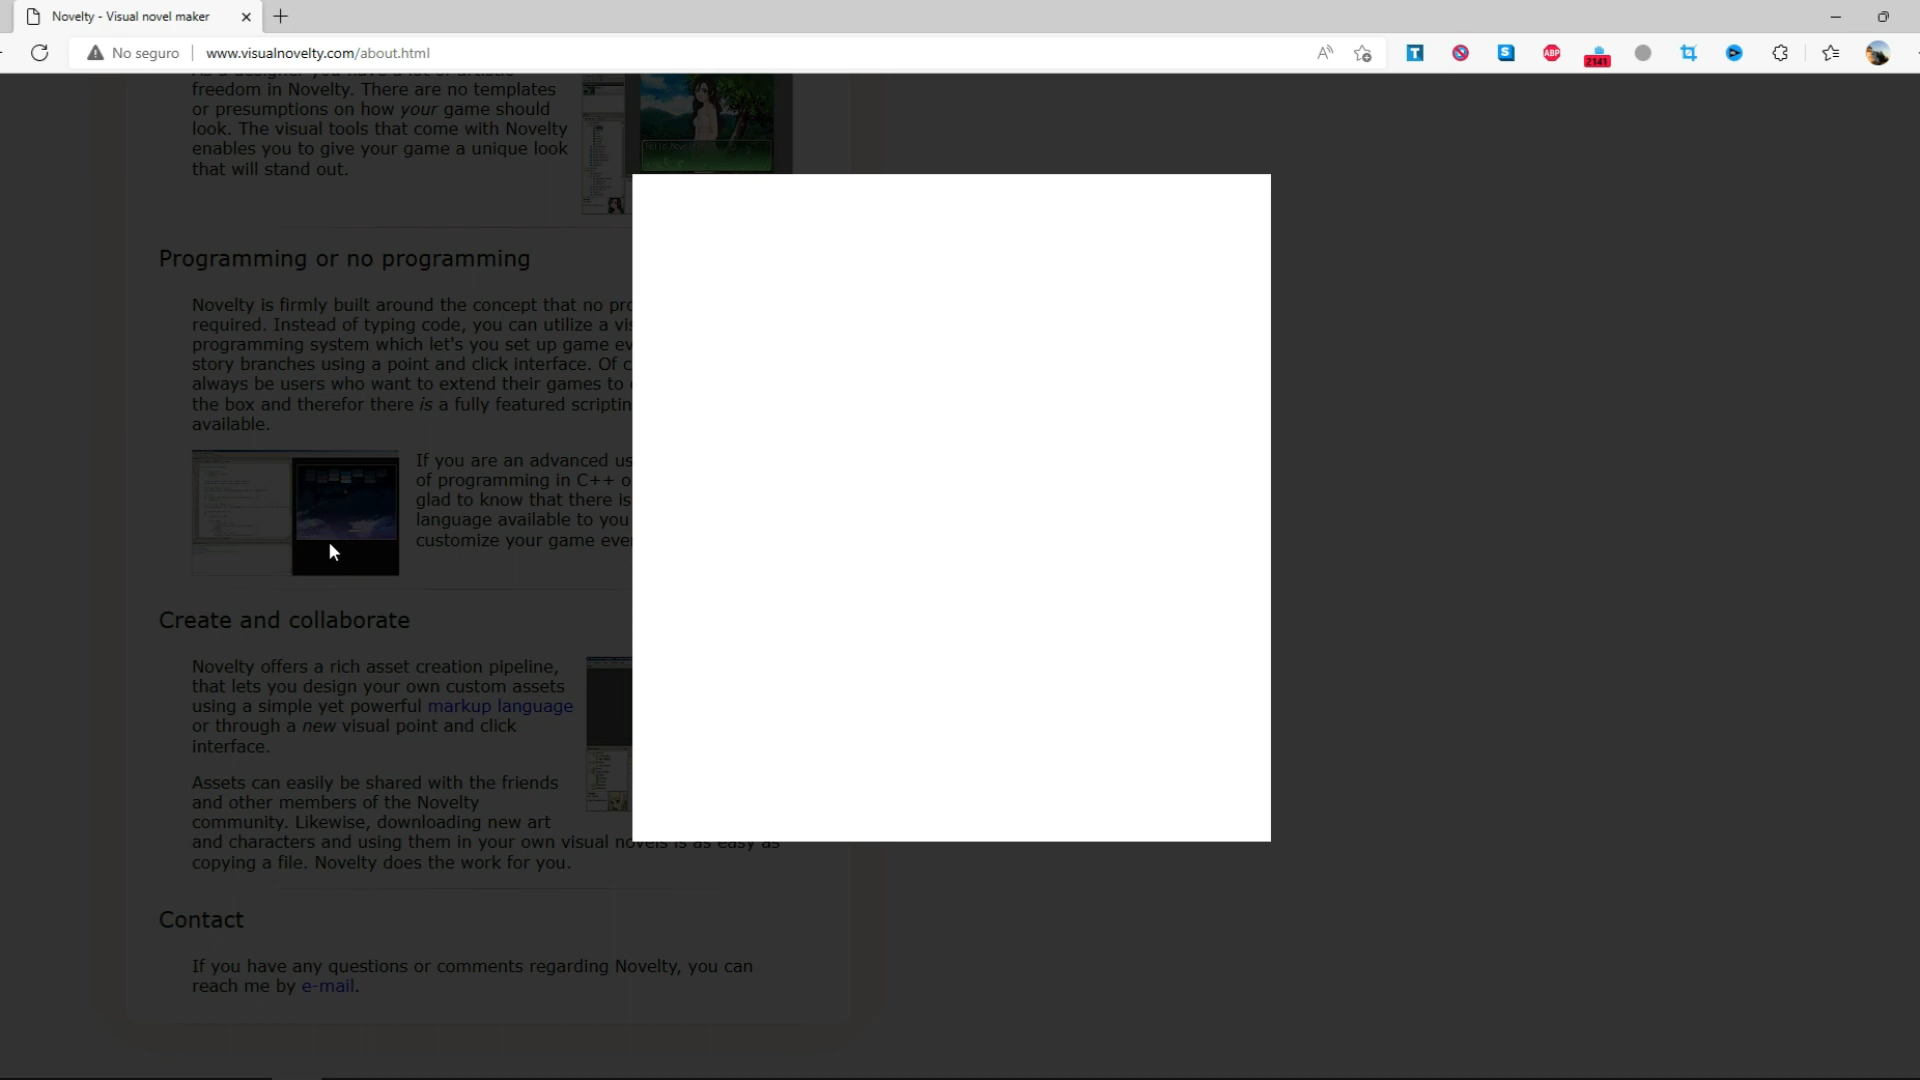 Novelty - Visual novel maker
No seguro
www.visualnovelty.com/about.html
T
S
ABP
2141
freedom in Novelty. There are no templates
or presumptions on how your game should
look. The visual tools that come with Novelty
enables you to give your game a unique look
that will stand out.
Programming or no programming
Novelty is firmly built around the concept that no pro
required. Instead of typing code, you can utilize a vis
programming system which let's you set up game ev
story branches using a point and click interface. Of c
always be users who want to extend their games to
the box and therefor there is a fully featured scriptin
available.
If you are an advanced us
of programming in C++ o
glad to know that there is
language available to you
customize your game eve
Create and collaborate
Novelty offers a rich asset creation pipeline,
that lets you design your own custom assets
using a simple yet powerful markup language
or through a new visual point and click
interface.
Assets can easily be shared with the friends
and other members of the Novelty
community. Likewise, downloading new art
and characters and using them in your own visual novels is as easy as
copying a file. Novelty does the work for you.
Contact
If you have any questions or comments regarding Novelty, you can
reach me by e-mail.